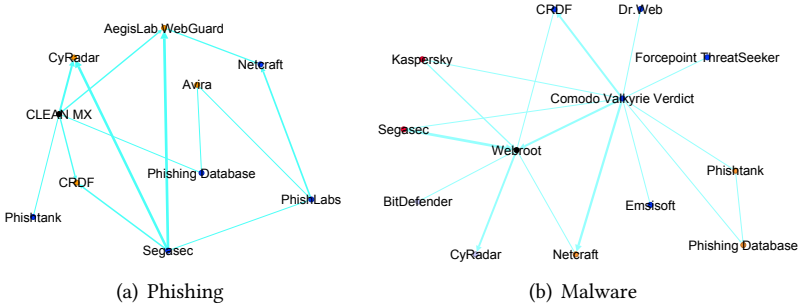 AegisLab WebGuard
CyRadar
Netcraft
Avira
CLEAN MX
CRDF
Phishing Database
Phishtank
PhishLabs
Segasec
(a) Phishing
CRDF
Dr.Web
Kaspersky
Forcepoint ThreatSeeker
Comodo Valkyrie Verdict
Segasec
Webroot
Phishtank
BitDefender
Emsisoft
CyRadar
Netcraft
Phishing Database
(b) Malware